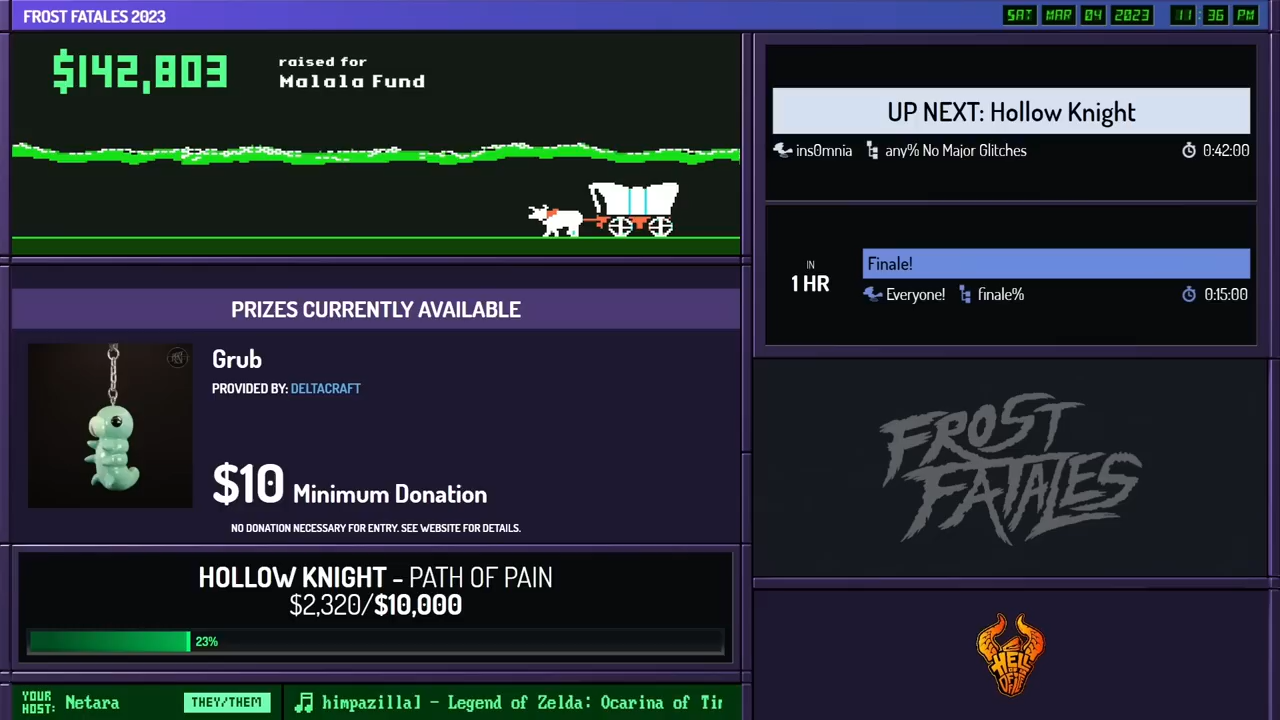 FROST FATALES 2023
SAT MAR 04 2023 11:36 PM
$142,803
raised for
Malala Fund
UP NEXT: Hollow Knight
ins0mnia any% No Major Glitches 0:42:00
IN
1 HR
Finale!
Everyone! finale% 0:15:00
PRIZES CURRENTLY AVAILABLE
Grub
PROVIDED BY: DELTACRAFT
$10 Minimum Donation
NO DONATION NECESSARY FOR ENTRY. SEE WEBSITE FOR DETAILS.
FROST
FATALES
HOLLOW KNIGHT - PATH OF PAIN
$2,320/$10,000
23%
HELL
OF IT
YOUR
HOST: Netara THEY/THEM
himpazilla] - Legend of Zelda: Ocarina of Tir